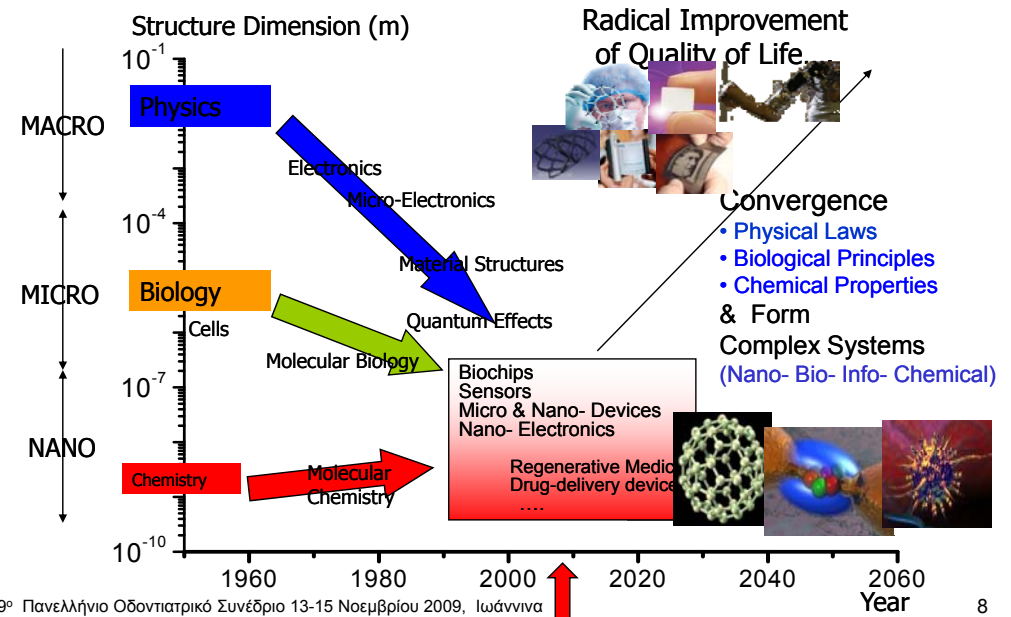 Structure Dimension (m)
Radical Improvement
of Quality of Life
10⁻¹
Physics
MACRO
Electronics
Micro-Electronics
10⁻⁴
Material Structures
Convergence
• Physical Laws
• Biological Principles
• Chemical Properties
& Form
Complex Systems
(Nano- Bio- Info- Chemical)
MICRO
Biology
Cells
Quantum Effects
Molecular Biology
10⁻⁷
Biochips
Sensors
Micro & Nano- Devices
Nano- Electronics
NANO
Chemistry
Molecular
Chemistry
Regenerative Medic
Drug-delivery device
....
10⁻¹⁰
1960 1980 2000 2020 2040 2060
Year
9ο Πανελλήνιο Οδοντιατρικό Συνέδριο 13-15 Νοεμβρίου 2009, Ιωάννινα
8